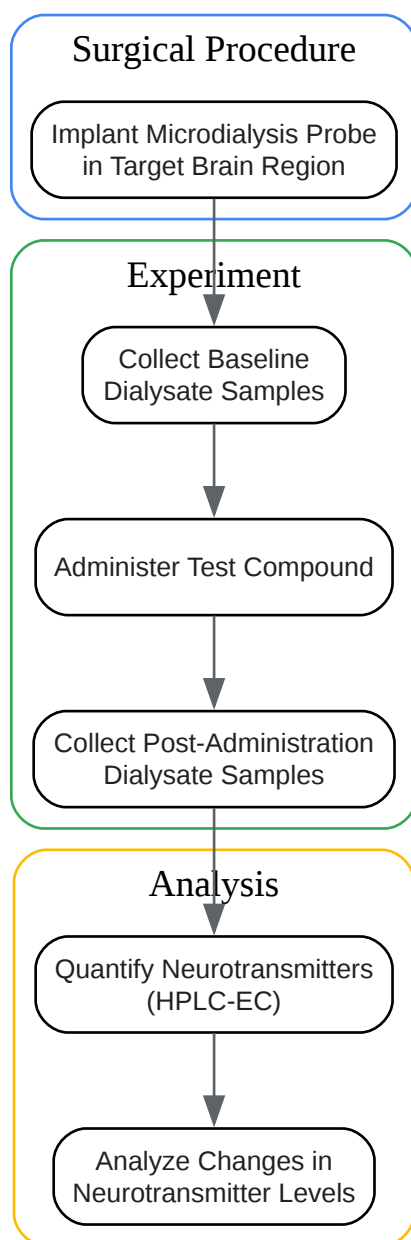 Surgical Procedure
Implant Microdialysis Probe
in Target Brain Region
Experiment
Collect Baseline
Dialysate Samples
Administer Test Compound
Collect Post-Administration
Dialysate Samples
Analysis
Quantify Neurotransmitters
(HPLC-EC)
Analyze Changes in
Neurotransmitter Levels